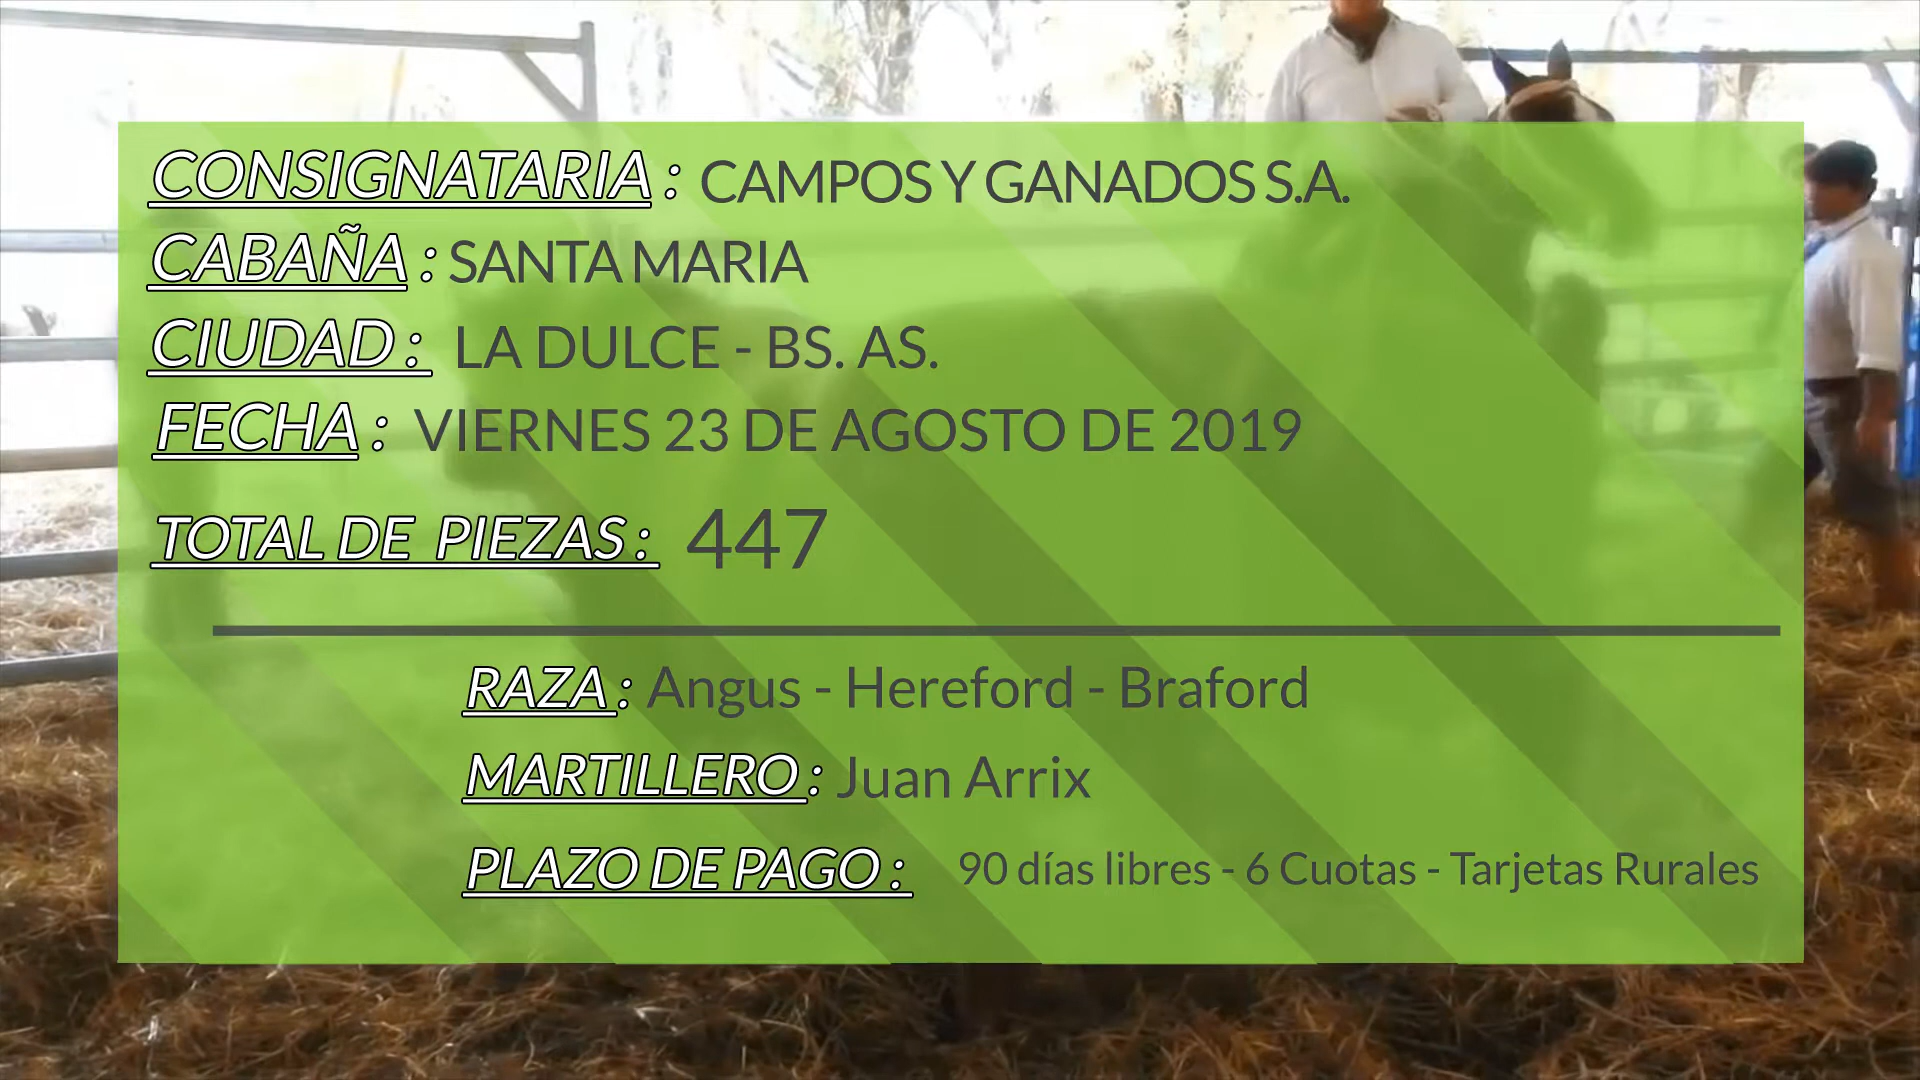 CONSIGNATARIA : CAMPOS Y GANADOS S.A.
CABAÑA : SANTA MARIA
CIUDAD : LA DULCE - BS. AS.
FECHA : VIERNES 23 DE AGOSTO DE 2019
TOTAL DE PIEZAS : 447
RAZA : Angus - Hereford - Braford
MARTILLERO : Juan Arrix
PLAZO DE PAGO : 90 días libres - 6 Cuotas - Tarjetas Rurales